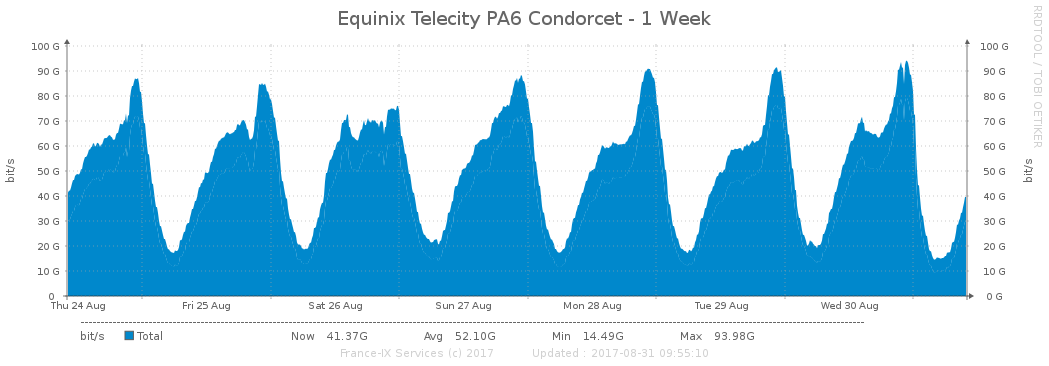 Equinix Telecity PA6 Condorcet - 1 Week
RRDTOOL / TOBI OETIKER
100 G 100 G
90 G 90 G
80 G 80 G
70 G 70 G
60 G 60 G
50 G 50 G
40 G 40 G
30 G 30 G
20 G 20 G
10 G 10 G
0 0 G
bit/s bit/s
Thu 24 Aug Fri 25 Aug Sat 26 Aug Sun 27 Aug Mon 28 Aug Tue 29 Aug Wed 30 Aug
bit/s Total Now 41.37G Avg 52.10G Min 14.49G Max 93.98G
France-IX Services (c) 2017 Updated : 2017-08-31 09:55:10